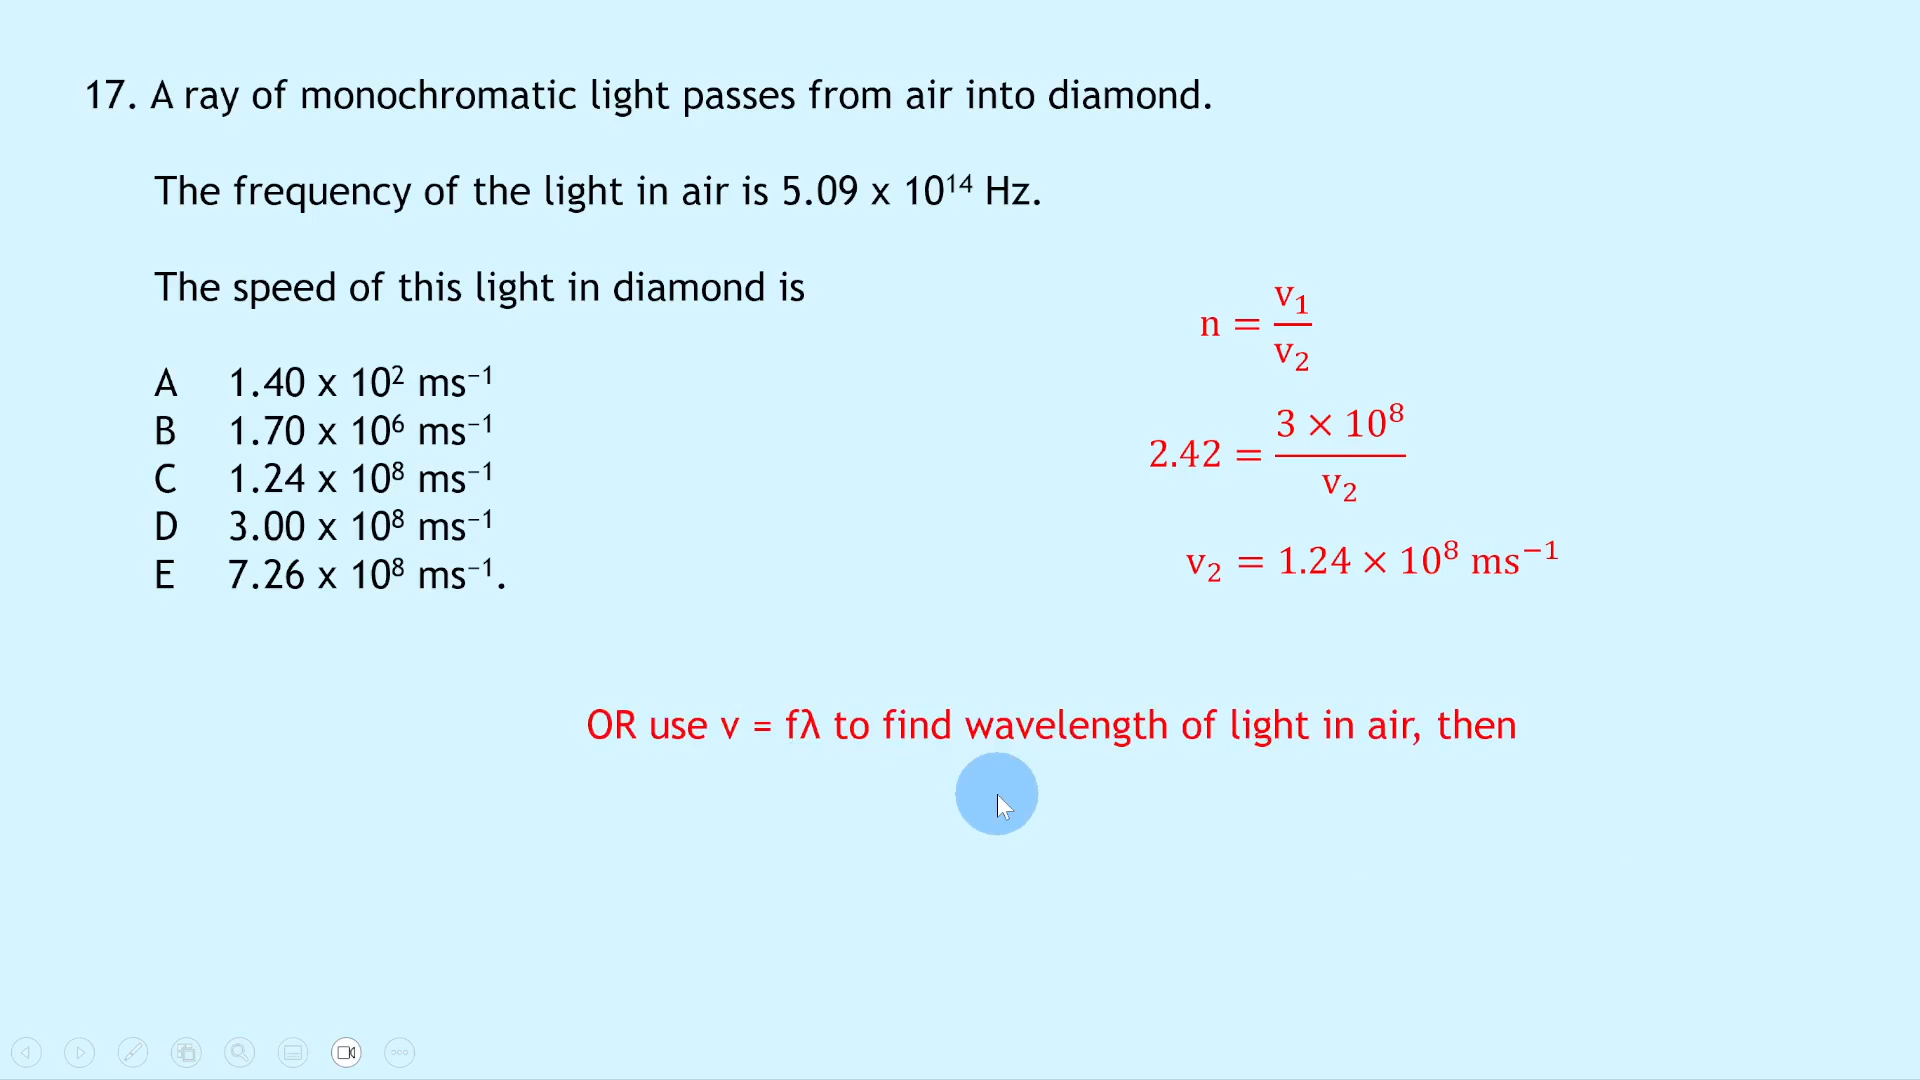 17. A ray of monochromatic light passes from air into diamond.
The frequency of the light in air is 5.09 x 10¹⁴ Hz.
The speed of this light in diamond is
A 1.40 x 10² ms⁻¹
B 1.70 x 10⁶ ms⁻¹
C 1.24 x 10⁸ ms⁻¹
D 3.00 x 10⁸ ms⁻¹
E 7.26 x 10⁸ ms⁻¹.
n = v₁/v₂
2.42 = 3 × 10⁸/v₂
v₂ = 1.24 × 10⁸ ms⁻¹
OR use v = fλ to find wavelength of light in air, then